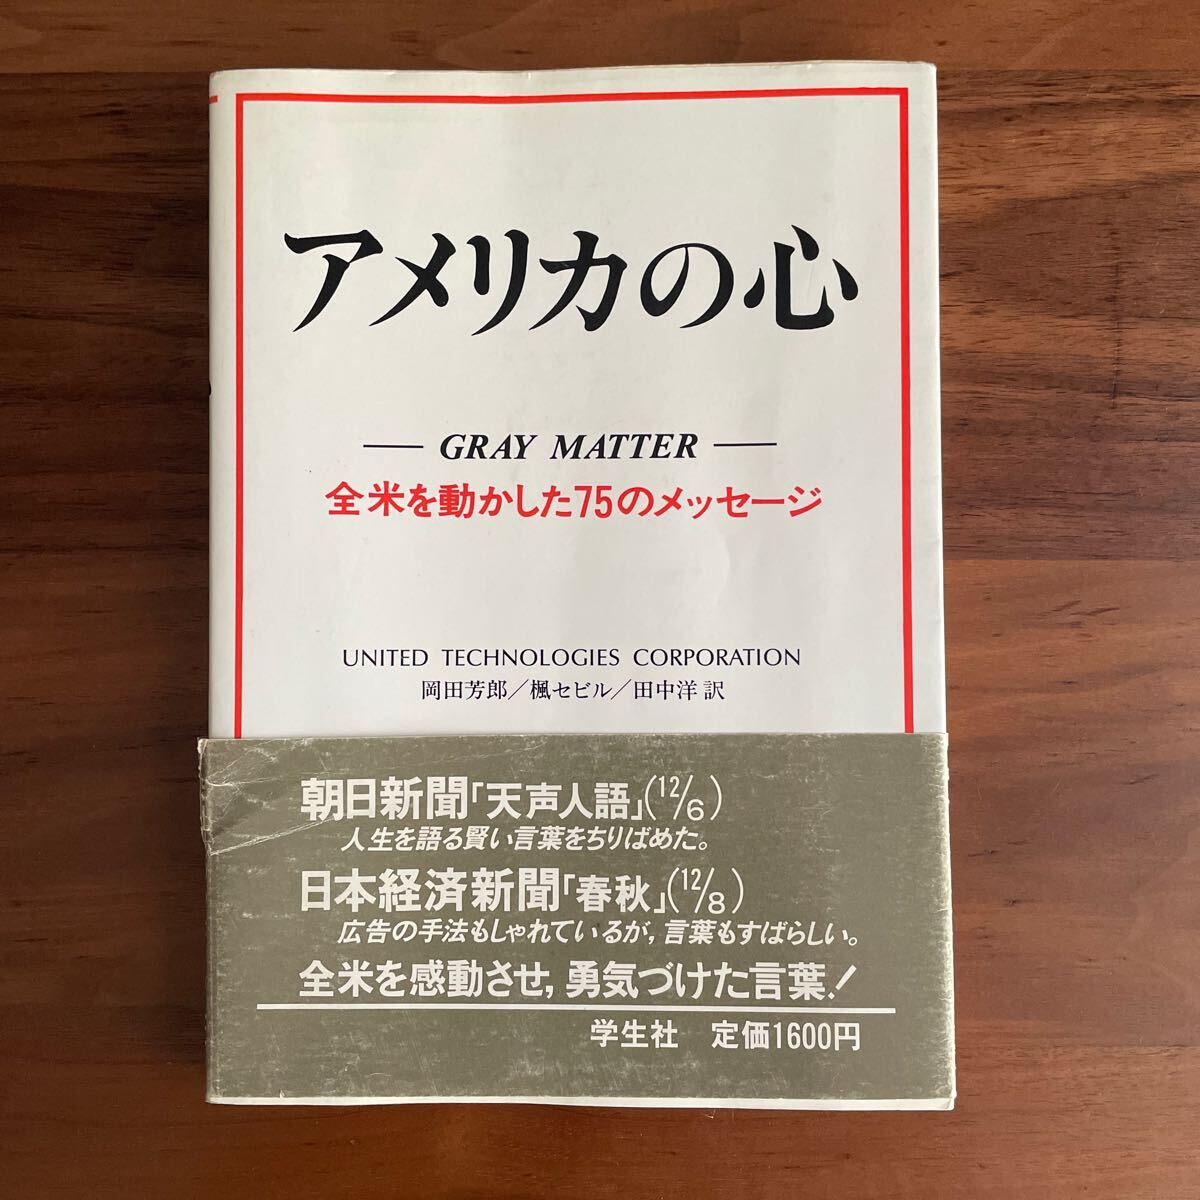 アメリカの心
GRAY MATTER
全米を動かした75のメッセージ
UNITED TECHNOLOGIES CORPORATION
岡田芳郎／楓セビル／田中洋 訳
朝日新聞「天声人語」(12/6)
人生を語る賢い言葉をちりばめた。
日本経済新聞「春秋」(12/8)
広告の手法もしゃれているが，言葉もすばらしい。
全米を感動させ，勇気づけた言葉！
学生社 定価1600円